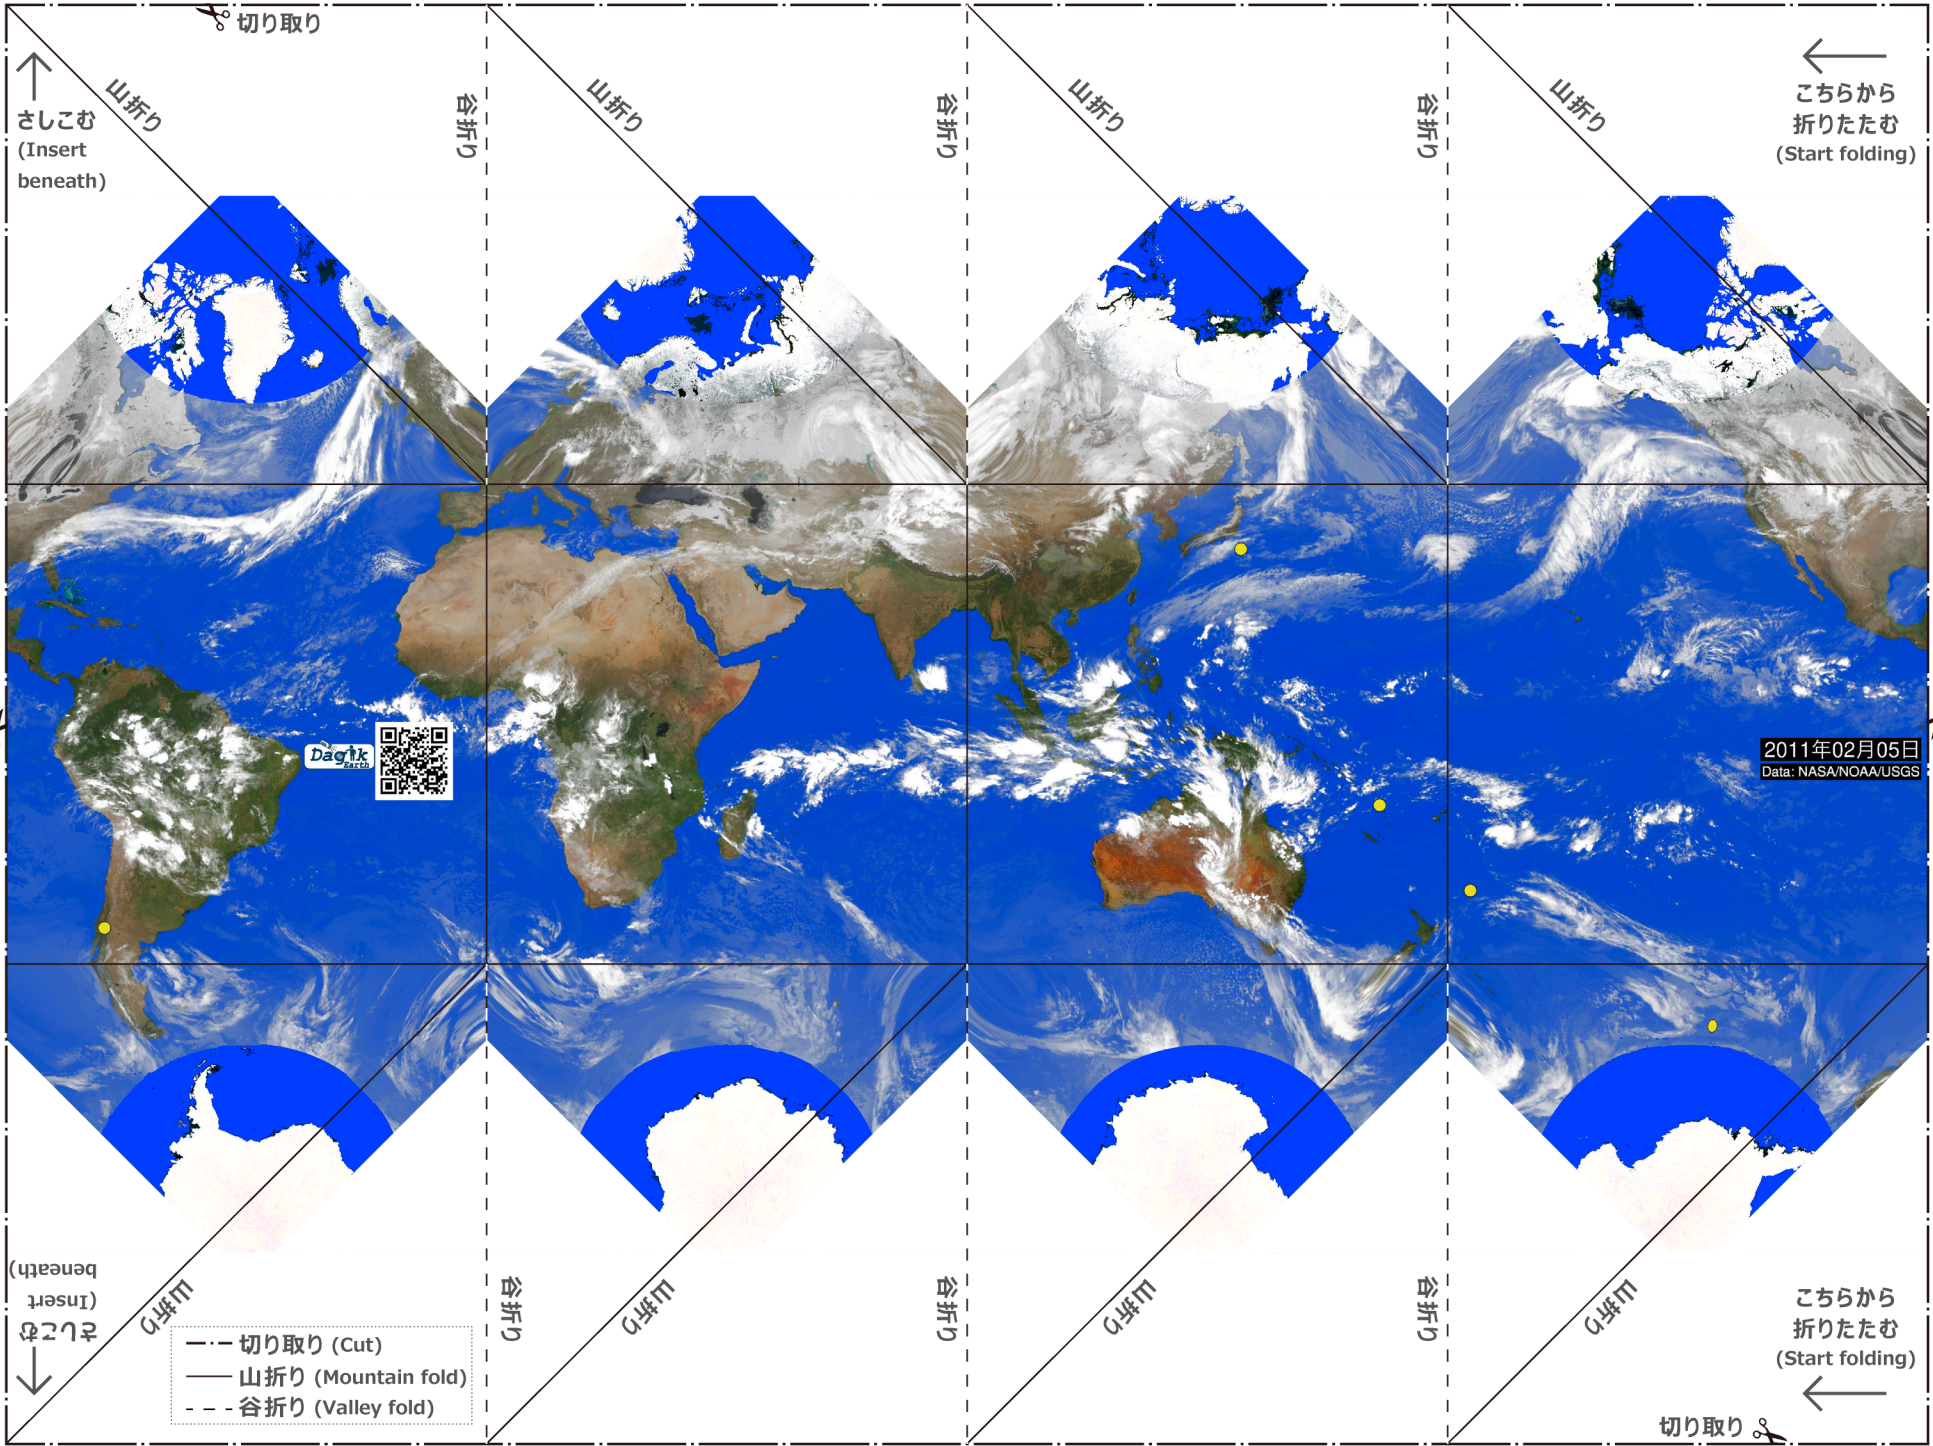 切り取り
さしこむ
(Insert
beneath)
山折り
谷折り
山折り
谷折り
山折り
谷折り
山折り
こちらから
折りたたむ
(Start folding)
Dagik
Earth
2011年02月05日
Data: NASA/NOAA/USGS
さしこむ
(Insert
beneath)
山折り
谷折り
山折り
谷折り
山折り
谷折り
山折り
こちらから
折りたたむ
(Start folding)
切り取り (Cut)
山折り (Mountain fold)
谷折り (Valley fold)
切り取り